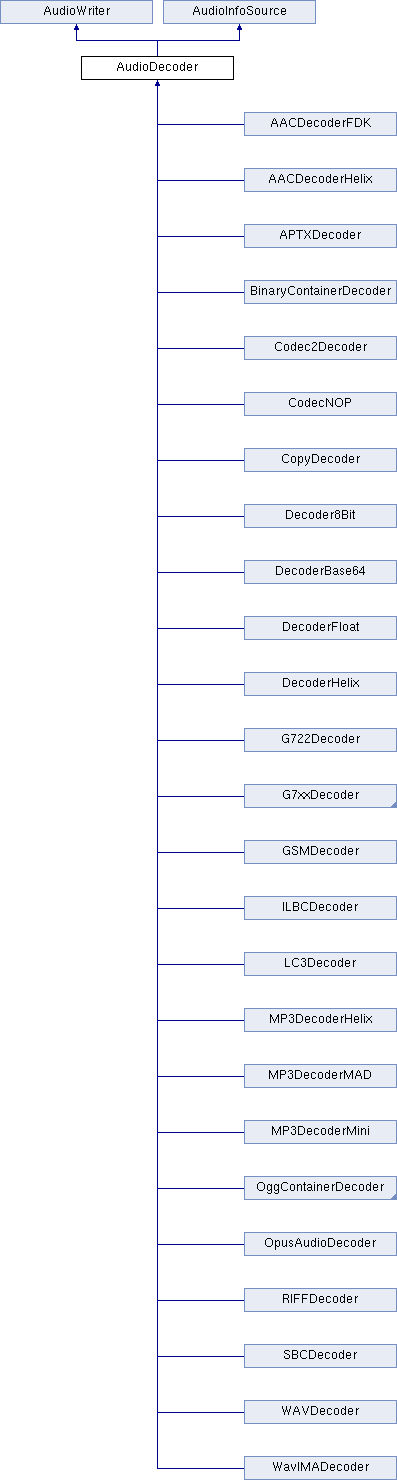 AudioWriter
AudioInfoSource
AudioDecoder
AACDecoderFDK
AACDecoderHelix
APTXDecoder
BinaryContainerDecoder
Codec2Decoder
CodecNOP
CopyDecoder
Decoder8Bit
DecoderBase64
DecoderFloat
DecoderHelix
G722Decoder
G7xxDecoder
GSMDecoder
ILBCDecoder
LC3Decoder
MP3DecoderHelix
MP3DecoderMAD
MP3DecoderMini
OggContainerDecoder
OpusAudioDecoder
RIFFDecoder
SBCDecoder
WAVDecoder
WavIMADecoder